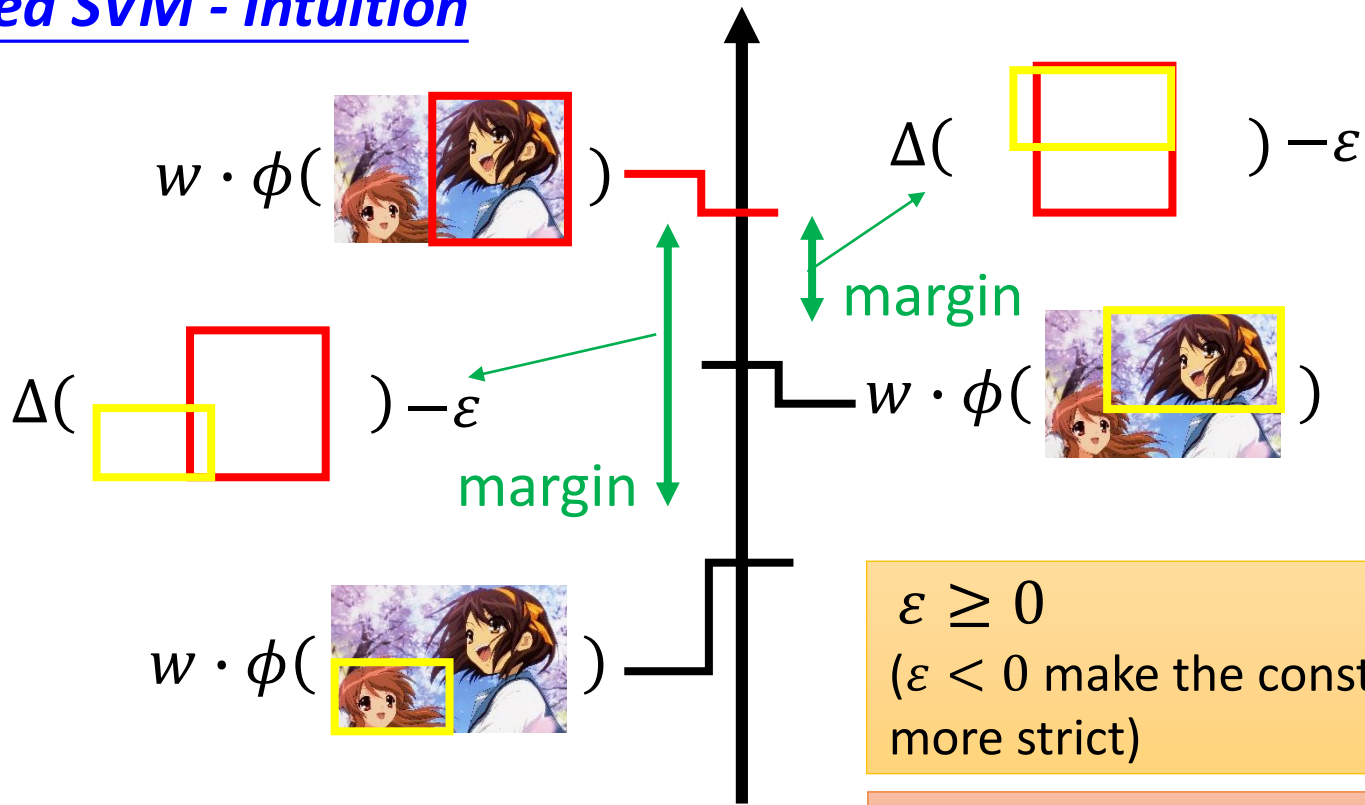 ed SVM - Intuition
w · ϕ( )
Δ( ) −ε
margin
w · ϕ( )
Δ( ) −ε
margin
w · ϕ( )
ε ≥ 0
(ε < 0 make the const
more strict)